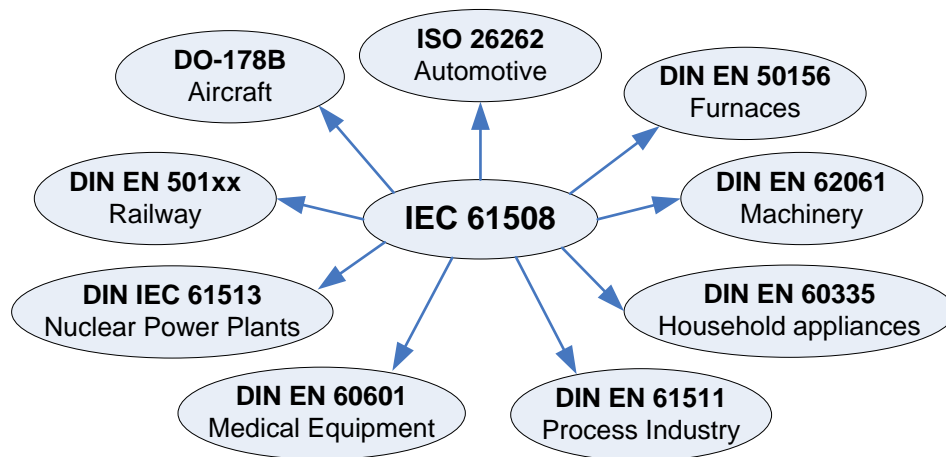 ISO 26262
Automotive
DO-178B
Aircraft
DIN EN 50156
Furnaces
DIN EN 501xx
Railway
IEC 61508
DIN EN 62061
Machinery
DIN IEC 61513
Nuclear Power Plants
DIN EN 60335
Household appliances
DIN EN 60601
Medical Equipment
DIN EN 61511
Process Industry